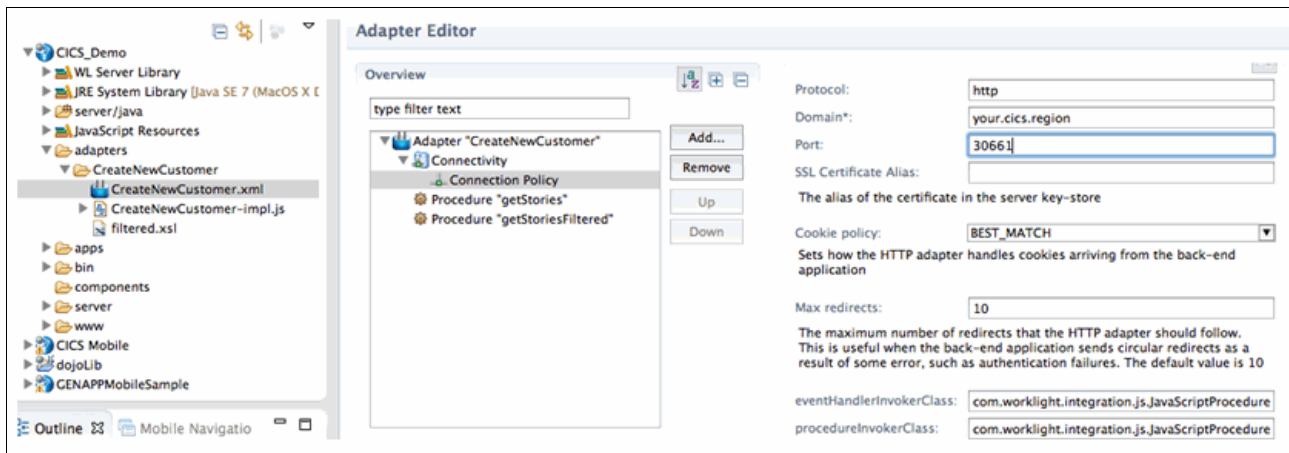 CICS_Demo
WL Server Library
JRE System Library [Java SE 7 (MacOS X D
server/java
JavaScript Resources
adapters
CreateNewCustomer
CreateNewCustomer.xml
CreateNewCustomer-impl.js
filtered.xsl
apps
bin
components
server
www
CICS Mobile
dojoLib
GENAPPMobileSample
Outline
Mobile Navigatio
Adapter Editor
Overview
type filter text
Adapter "CreateNewCustomer"
Connectivity
Connection Policy
Procedure "getStories"
Procedure "getStoriesFiltered"
Add...
Remove
Up
Down
Protocol: http
Domain*: your.cics.region
Port: 30661
SSL Certificate Alias:
The alias of the certificate in the server key-store
Cookie policy: BEST_MATCH
Sets how the HTTP adapter handles cookies arriving from the back-end
application
Max redirects: 10
The maximum number of redirects that the HTTP adapter should follow.
This is useful when the back-end application sends circular redirects as a
result of some error, such as authentication failures. The default value is 10
eventHandlerInvokerClass: com.worklight.integration.js.JavaScriptProcedure
procedureInvokerClass: com.worklight.integration.js.JavaScriptProcedure